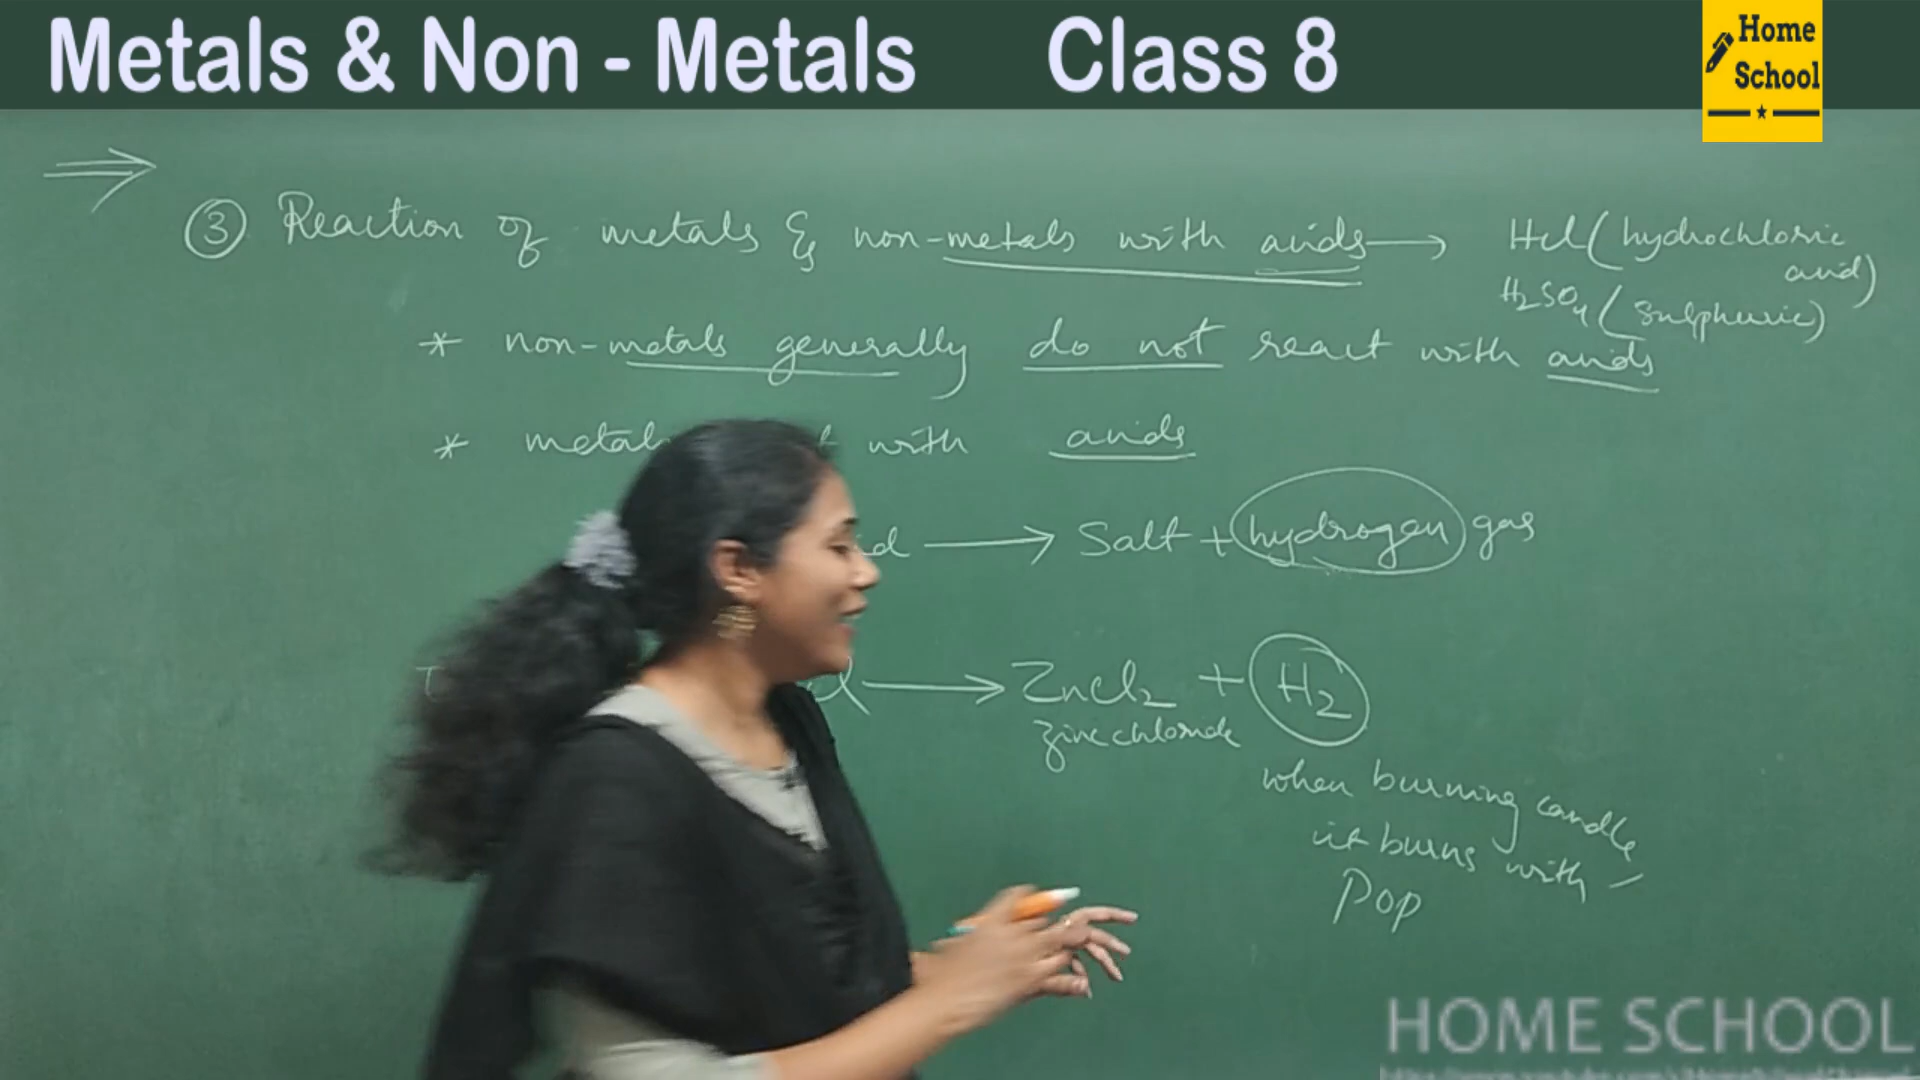 Metals & Non - Metals Class 8
Home
School
③ Reaction of metals & non-metals with acids → HCl (hydrochloric
acid)
H₂SO₄ (Sulphuric)
* non-metals generally do not react with acids
* metals with acids
→ Salt + hydrogen gas
→ ZnCl₂ + H₂
Zinc chloride
when burning candle
it burns with –
Pop
HOME SCHOOL